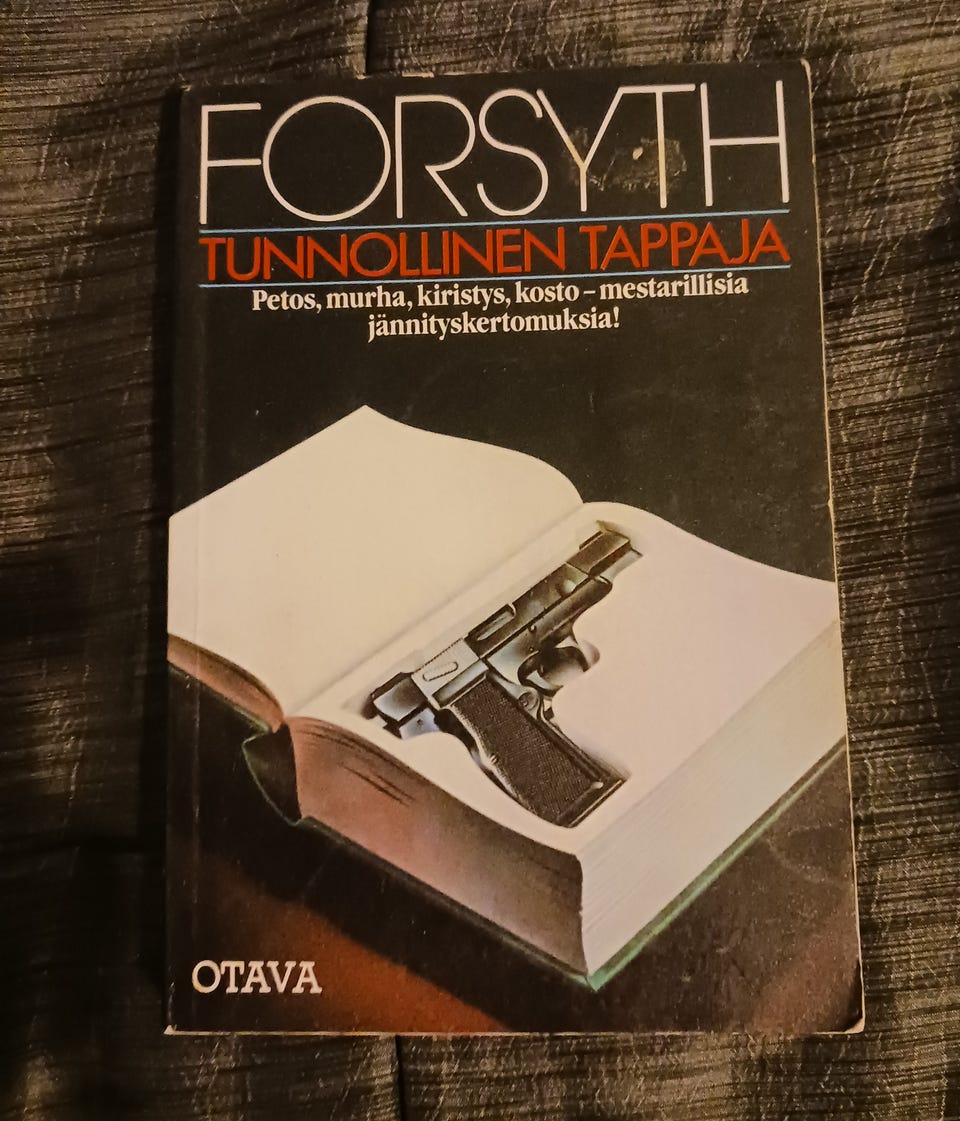 FORSYTH
TUNNOLLINEN TAPPAJA
Petos, murha, kiristys, kosto – mestarillisia
jännityskertomuksia!
OTAVA